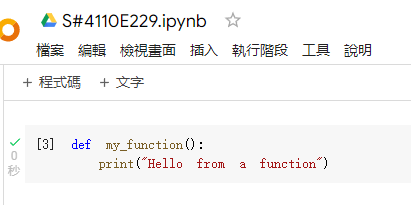 S#4110E229.ipynb
檔案 編輯 檢視畫面 插入 執行階段 工具 說明
+ 程式碼 + 文字
[3] def my_function():
0 秒 print("Hello from a function")